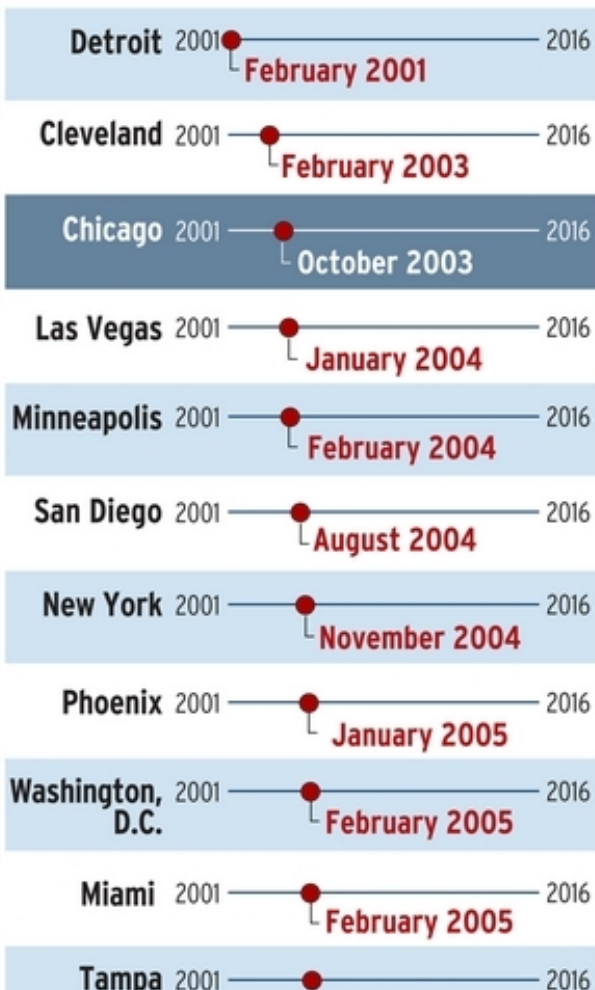 Detroit 2001 2016
February 2001
Cleveland 2001 2016
February 2003
Chicago 2001 2016
October 2003
Las Vegas 2001 2016
January 2004
Minneapolis 2001 2016
February 2004
San Diego 2001 2016
August 2004
New York 2001 2016
November 2004
Phoenix 2001 2016
January 2005
Washington, 2001 2016
D.C.
February 2005
Miami 2001 2016
February 2005
Tampa 2001 2016